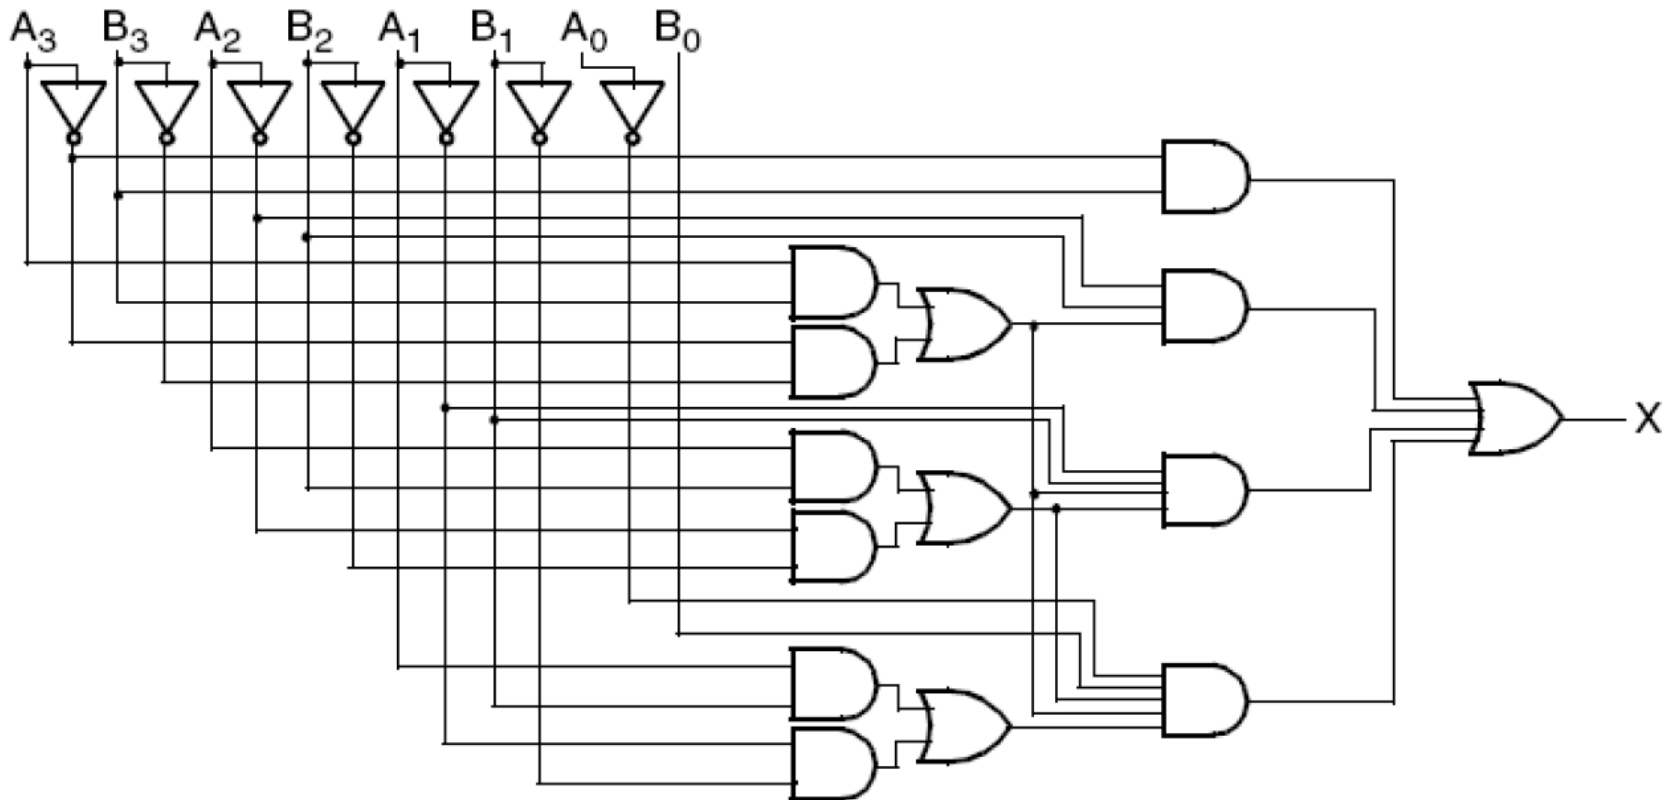 A₃ B₃ A₂ B₂ A₁ B₁ A₀ B₀
X